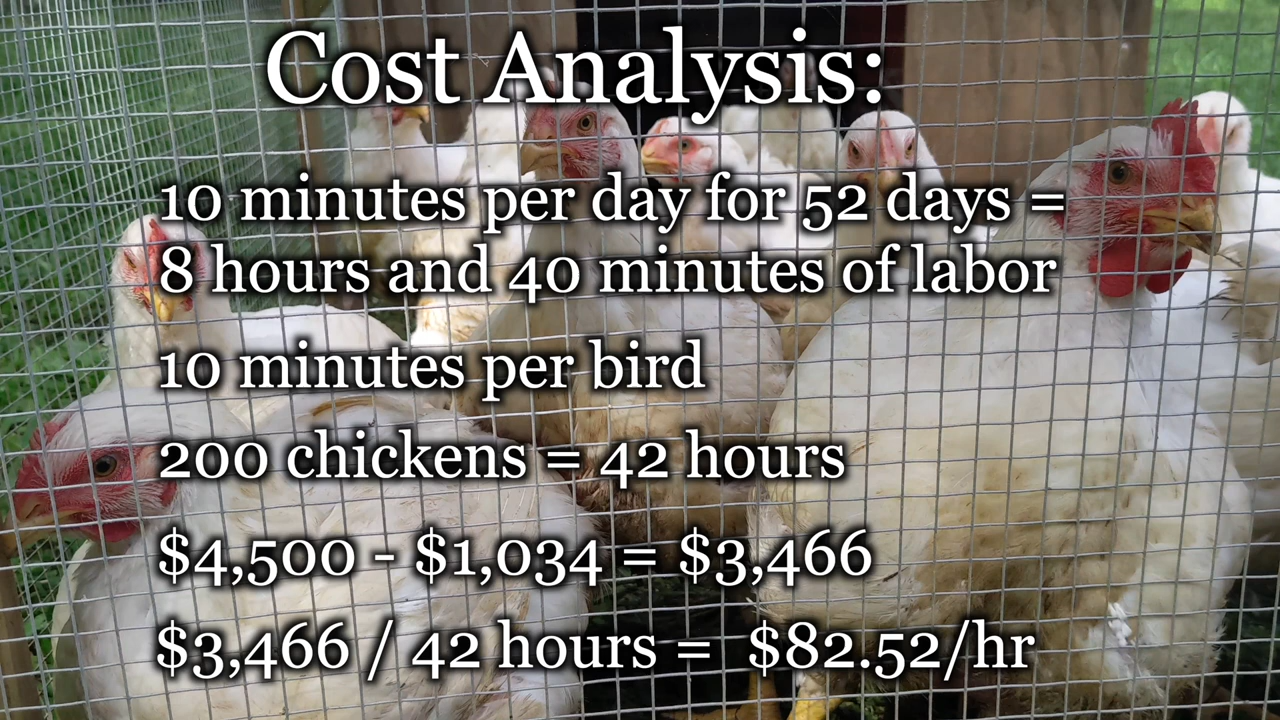 Cost Analysis:
10 minutes per day for 52 days =
8 hours and 40 minutes of labor
10 minutes per bird
200 chickens = 42 hours
$4,500 - $1,034 = $3,466
$3,466 / 42 hours = $82.52/hr